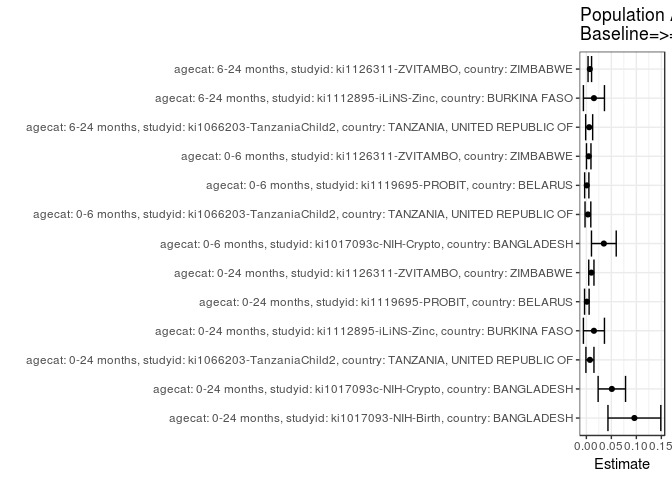 Population
Baseline=>
agecat: 6-24 months, studyid: ki1126311-ZVITAMBO, country: ZIMBABWE
agecat: 6-24 months, studyid: ki1112895-iLiNS-Zinc, country: BURKINA FASO
agecat: 6-24 months, studyid: ki1066203-TanzaniaChild2, country: TANZANIA, UNITED REPUBLIC OF
agecat: 0-6 months, studyid: ki1126311-ZVITAMBO, country: ZIMBABWE
agecat: 0-6 months, studyid: ki1119695-PROBIT, country: BELARUS
agecat: 0-6 months, studyid: ki1066203-TanzaniaChild2, country: TANZANIA, UNITED REPUBLIC OF
agecat: 0-6 months, studyid: ki1017093c-NIH-Crypto, country: BANGLADESH
agecat: 0-24 months, studyid: ki1126311-ZVITAMBO, country: ZIMBABWE
agecat: 0-24 months, studyid: ki1119695-PROBIT, country: BELARUS
agecat: 0-24 months, studyid: ki1112895-iLiNS-Zinc, country: BURKINA FASO
agecat: 0-24 months, studyid: ki1066203-TanzaniaChild2, country: TANZANIA, UNITED REPUBLIC OF
agecat: 0-24 months, studyid: ki1017093c-NIH-Crypto, country: BANGLADESH
agecat: 0-24 months, studyid: ki1017093-NIH-Birth, country: BANGLADESH
0.00 0.05 0.10 0.15
Estimate